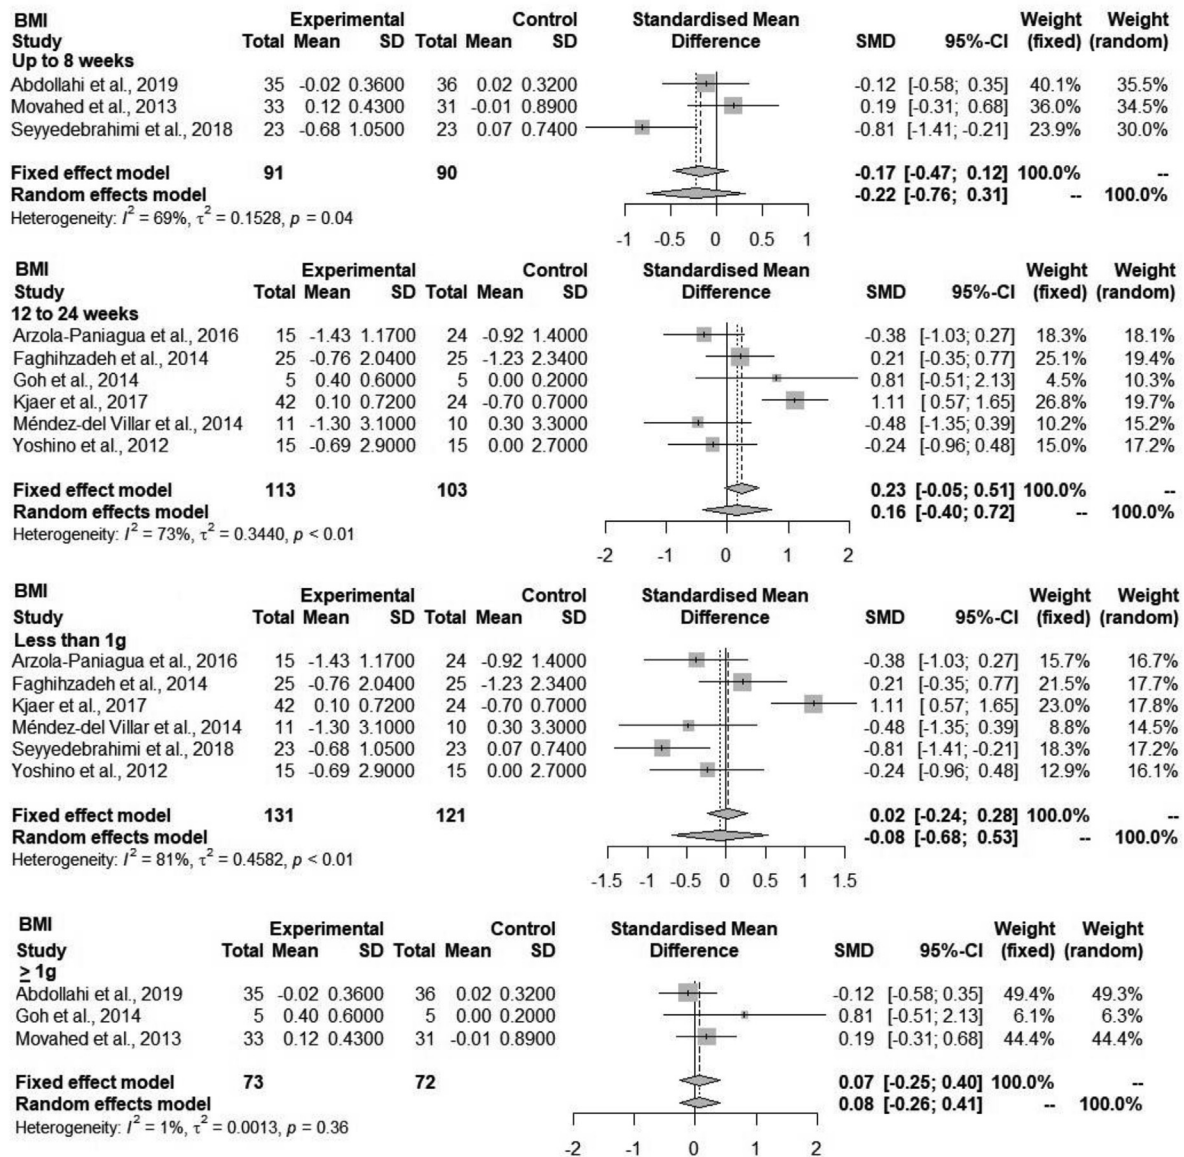 BMI Experimental Control Standardised Mean Weight Weight
Study Total Mean SD Total Mean SD Difference SMD 95%-CI (fixed) (random)
Up to 8 weeks
Abdollahi et al., 2019 35 -0.02 0.3600 36 0.02 0.3200 -0.12 [-0.58; 0.35] 40.1% 35.5%
Movahed et al., 2013 33 0.12 0.4300 31 -0.01 0.8900 0.19 [-0.31; 0.68] 36.0% 34.5%
Seyyedebrahimi et al., 2018 23 -0.68 1.0500 23 0.07 0.7400 -0.81 [-1.41; -0.21] 23.9% 30.0%
Fixed effect model 91 90 -0.17 [-0.47; 0.12] 100.0% --
Random effects model -0.22 [-0.76; 0.31] -- 100.0%
Heterogeneity: I² = 69%, τ² = 0.1528, p = 0.04
-1 -0.5 0 0.5 1
BMI Experimental Control Standardised Mean Weight Weight
Study Total Mean SD Total Mean SD Difference SMD 95%-CI (fixed) (random)
12 to 24 weeks
Arzola-Paniagua et al., 2016 15 -1.43 1.1700 24 -0.92 1.4000 -0.38 [-1.03; 0.27] 18.3% 18.1%
Faghihzadeh et al., 2014 25 -0.76 2.0400 25 -1.23 2.3400 0.21 [-0.35; 0.77] 25.1% 19.4%
Goh et al., 2014 5 0.40 0.6000 5 0.00 0.2000 0.81 [-0.51; 2.13] 4.5% 10.3%
Kjaer et al., 2017 42 0.10 0.7200 24 -0.70 0.7000 1.11 [ 0.57; 1.65] 26.8% 19.7%
Méndez-del Villar et al., 2014 11 -1.30 3.1000 10 0.30 3.3000 -0.48 [-1.35; 0.39] 10.2% 15.2%
Yoshino et al., 2012 15 -0.69 2.9000 15 0.00 2.7000 -0.24 [-0.96; 0.48] 15.0% 17.2%
Fixed effect model 113 103 0.23 [-0.05; 0.51] 100.0% --
Random effects model 0.16 [-0.40; 0.72] -- 100.0%
Heterogeneity: I² = 73%, τ² = 0.3440, p < 0.01
-2 -1 0 1 2
BMI Experimental Control Standardised Mean Weight Weight
Study Total Mean SD Total Mean SD Difference SMD 95%-CI (fixed) (random)
Less than 1g
Arzola-Paniagua et al., 2016 15 -1.43 1.1700 24 -0.92 1.4000 -0.38 [-1.03; 0.27] 15.7% 16.7%
Faghihzadeh et al., 2014 25 -0.76 2.0400 25 -1.23 2.3400 0.21 [-0.35; 0.77] 21.5% 17.7%
Kjaer et al., 2017 42 0.10 0.7200 24 -0.70 0.7000 1.11 [ 0.57; 1.65] 23.0% 17.8%
Méndez-del Villar et al., 2014 11 -1.30 3.1000 10 0.30 3.3000 -0.48 [-1.35; 0.39] 8.8% 14.5%
Seyyedebrahimi et al., 2018 23 -0.68 1.0500 23 0.07 0.7400 -0.81 [-1.41; -0.21] 18.3% 17.2%
Yoshino et al., 2012 15 -0.69 2.9000 15 0.00 2.7000 -0.24 [-0.96; 0.48] 12.9% 16.1%
Fixed effect model 131 121 0.02 [-0.24; 0.28] 100.0% --
Random effects model -0.08 [-0.68; 0.53] -- 100.0%
Heterogeneity: I² = 81%, τ² = 0.4582, p < 0.01
-1.5 -1 -0.5 0 0.5 1 1.5
BMI Experimental Control Standardised Mean Weight Weight
Study Total Mean SD Total Mean SD Difference SMD 95%-CI (fixed) (random)
≥ 1g
Abdollahi et al., 2019 35 -0.02 0.3600 36 0.02 0.3200 -0.12 [-0.58; 0.35] 49.4% 49.3%
Goh et al., 2014 5 0.40 0.6000 5 0.00 0.2000 0.81 [-0.51; 2.13] 6.1% 6.3%
Movahed et al., 2013 33 0.12 0.4300 31 -0.01 0.8900 0.19 [-0.31; 0.68] 44.4% 44.4%
Fixed effect model 73 72 0.07 [-0.25; 0.40] 100.0% --
Random effects model 0.08 [-0.26; 0.41] -- 100.0%
Heterogeneity: I² = 1%, τ² = 0.0013, p = 0.36
-2 -1 0 1 2